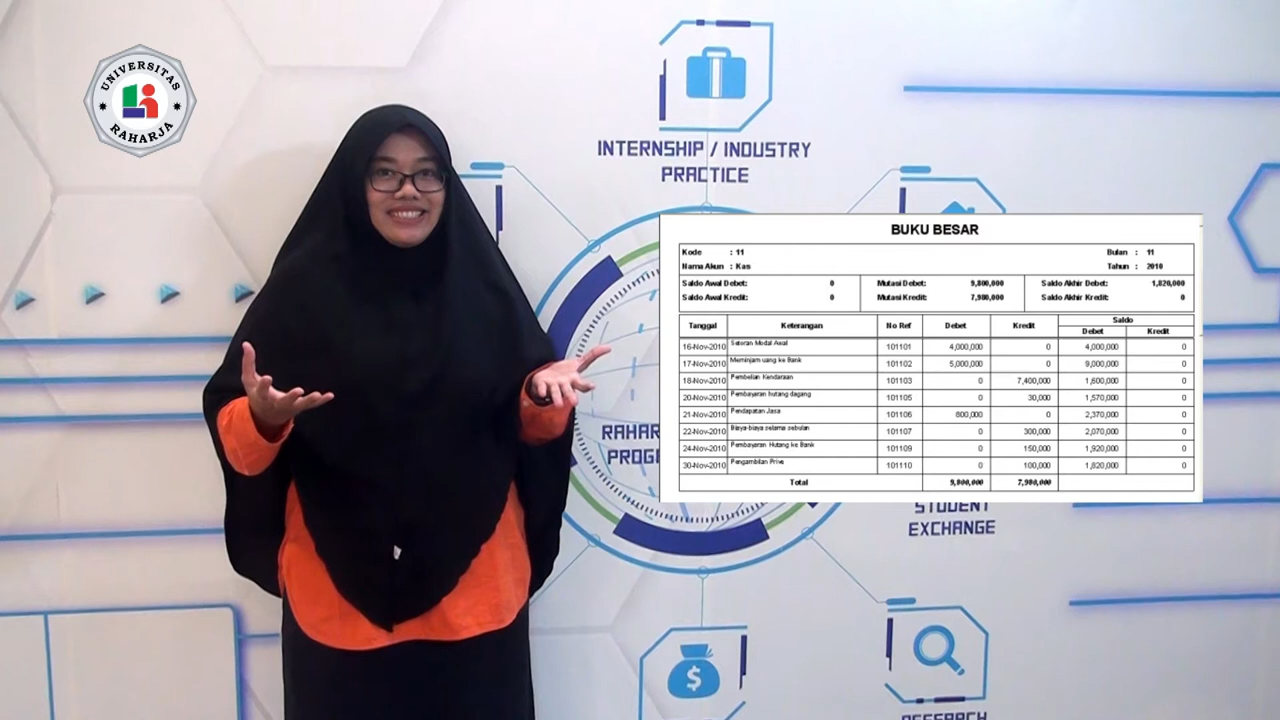 UNIVERSITAS
RAHARJA
INTERNSHIP / INDUSTRY
PRACTICE
BUKU BESAR
Kode : 11 Bulan : 11
Nama Akun : Kas Tahun : 2010
Saldo Awal Debet: 0 Mutasi Debet: 9,800,000 Saldo Akhir Debet: 1,820,000
Saldo Awal Kredit: 0 Mutasi Kredit: 7,980,000 Saldo Akhir Kredit: 0
Tanggal Keterangan No Ref Debet Kredit Saldo
Debet Kredit
16-Nov-2010 Setoran Modal Awal 101101 4,000,000 0 4,000,000 0
17-Nov-2010 Meminjam uang ke Bank 101102 5,000,000 0 9,000,000 0
18-Nov-2010 Pembelian Kendaraan 101103 0 7,400,000 1,600,000 0
20-Nov-2010 Pembayaran hutang dagang 101105 0 30,000 1,570,000 0
21-Nov-2010 Pendapatan Jasa 101106 800,000 0 2,370,000 0
22-Nov-2010 Biaya-biaya selama sebulan 101107 0 300,000 2,070,000 0
24-Nov-2010 Pembayaran Hutang ke Bank 101109 0 150,000 1,920,000 0
30-Nov-2010 Pengambilan Prive 101110 0 100,000 1,820,000 0
Total 9,800,000 7,980,000
STUDENT
EXCHANGE
$
RESEARCH